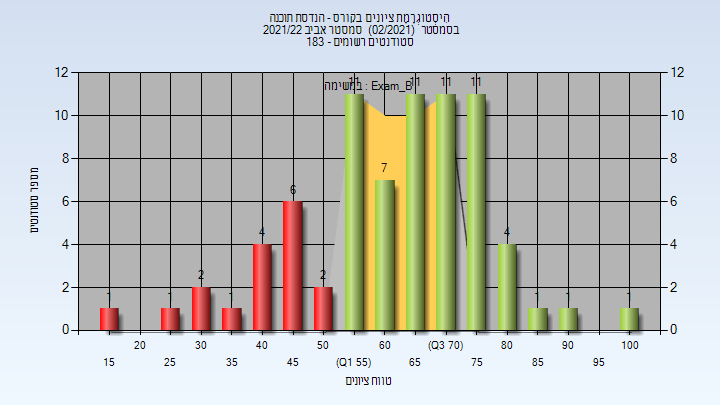 הִיסְטוֹגְרָמַת ציונים בקורס - הנדסת תוכנה
בסמסטר (02/2021) סמסטר אביב 2021/22
סטודנטים רשומים - 183
במשימה : Exam_B
12 12
10 10
8 8
6 6
4 4
2 2
0 0
מספר סטודנטים
1 1 2 1 4 6 2 11 7 11 11 11 4 1 1 1
20 30 40 50 60 (Q3 70) 80 90 100
15 25 35 45 (Q1 55) 65 75 85 95
טווח ציונים